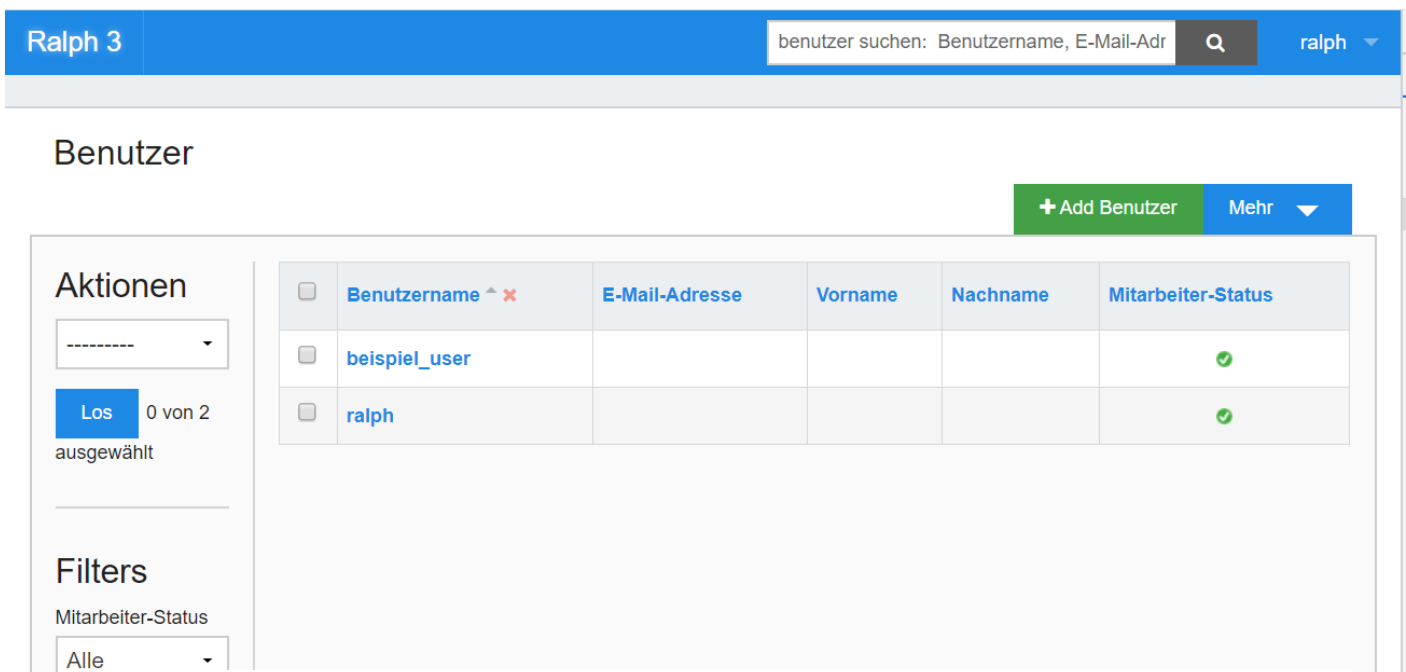 Ralph 3
benutzer suchen: Benutzername, E-Mail-Adr
ralph
Benutzer
Add Benutzer
Mehr
Aktionen
---------
Los 0 von 2
ausgewählt
Filters
Mitarbeiter-Status
Alle
Benutzername E-Mail-Adresse Vorname Nachname Mitarbeiter-Status
beispiel_user
ralph